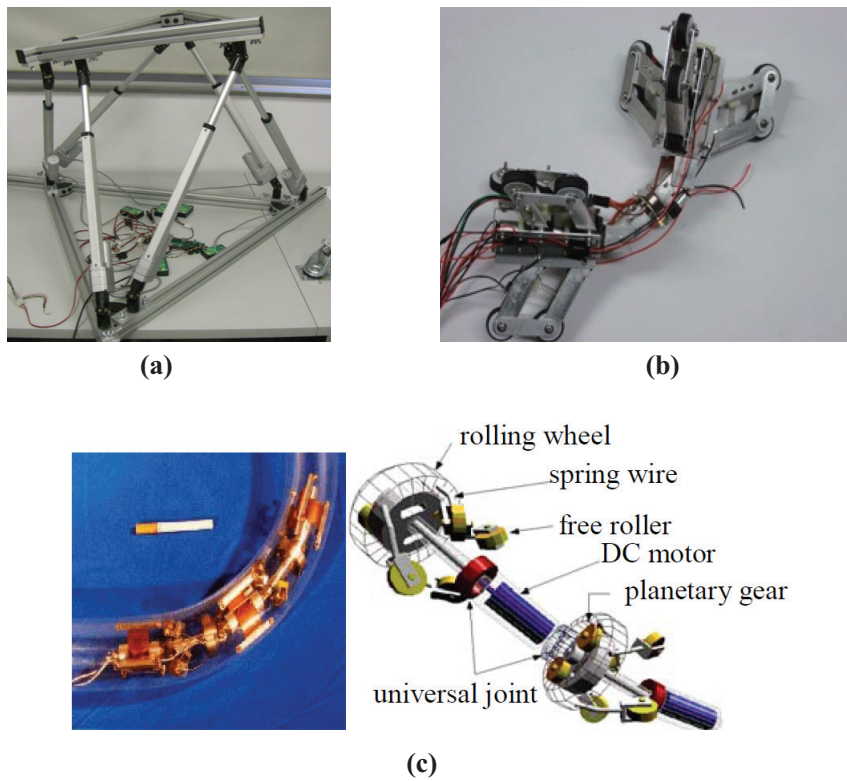 (a)
(b)
rolling wheel
spring wire
free roller
DC motor
planetary gear
universal joint
(c)